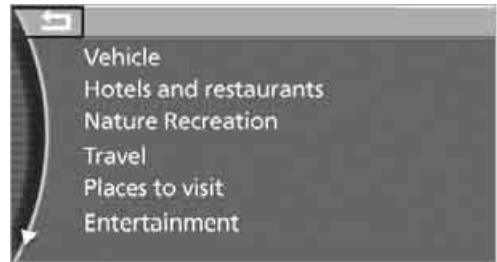 Vehicle
Hotels and restaurants
Nature Recreation
Travel
Places to visit
Entertainment